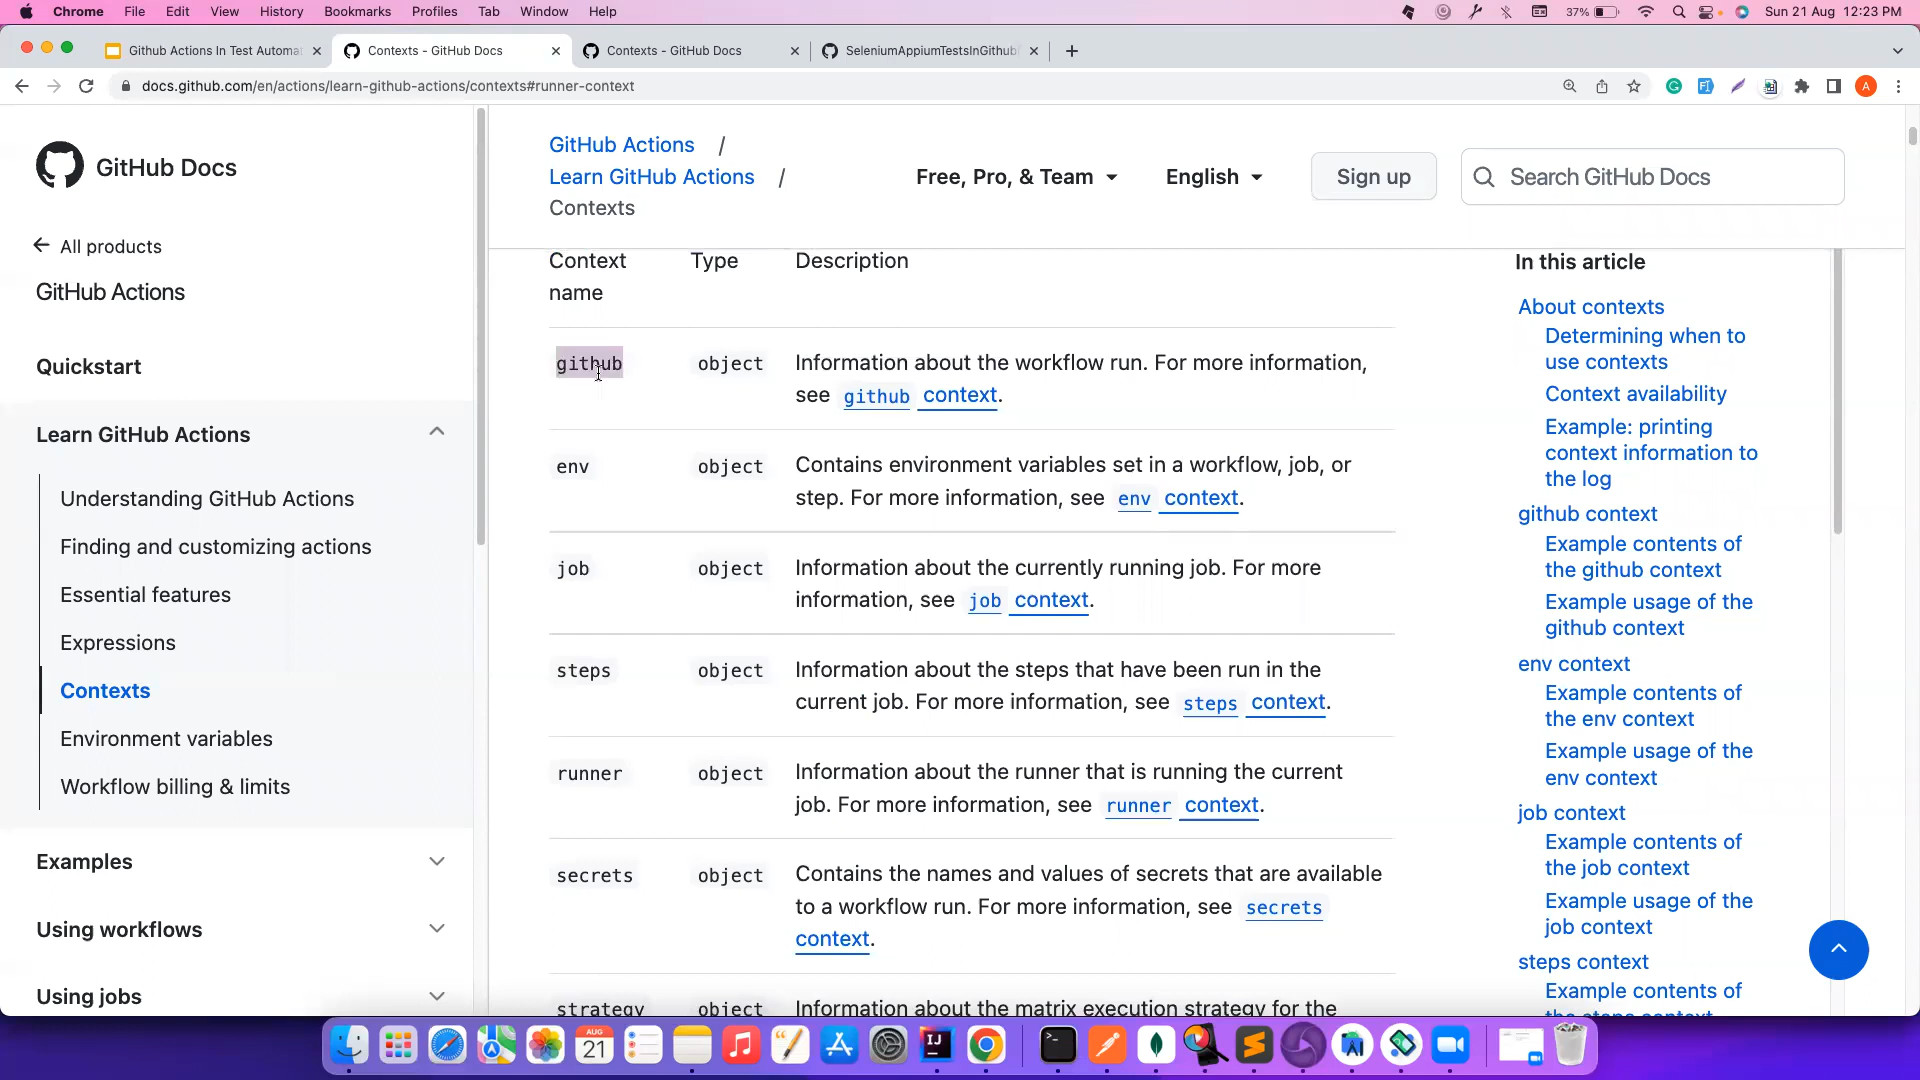 Chrome File Edit View History Bookmarks Profiles Tab Window Help 37% Sun 21 Aug 12:23 PM
Github Actions In Test Automat Contexts - GitHub Docs Contexts - GitHub Docs SeleniumAppiumTestsInGithub
docs.github.com/en/actions/learn-github-actions/contexts#runner-context A
GitHub Docs
All products
GitHub Actions
Quickstart
Learn GitHub Actions
Understanding GitHub Actions
Finding and customizing actions
Essential features
Expressions
Contexts
Environment variables
Workflow billing & limits
Examples
Using workflows
Using jobs
GitHub Actions /
Learn GitHub Actions /
Contexts
Free, Pro, & Team English Sign up Search GitHub Docs
Context name Type Description
github object Information about the workflow run. For more information,
see github context.
env object Contains environment variables set in a workflow, job, or
step. For more information, see env context.
job object Information about the currently running job. For more
information, see job context.
steps object Information about the steps that have been run in the
current job. For more information, see steps context.
runner object Information about the runner that is running the current
job. For more information, see runner context.
secrets object Contains the names and values of secrets that are available
to a workflow run. For more information, see secrets
context.
strategy object Information about the matrix execution strategy for the
In this article
About contexts
Determining when to
use contexts
Context availability
Example: printing
context information to
the log
github context
Example contents of
the github context
Example usage of the
github context
env context
Example contents of
the env context
Example usage of the
env context
job context
Example contents of
the job context
Example usage of the
job context
steps context
Example contents of
the steps context
AUG
21
IJ